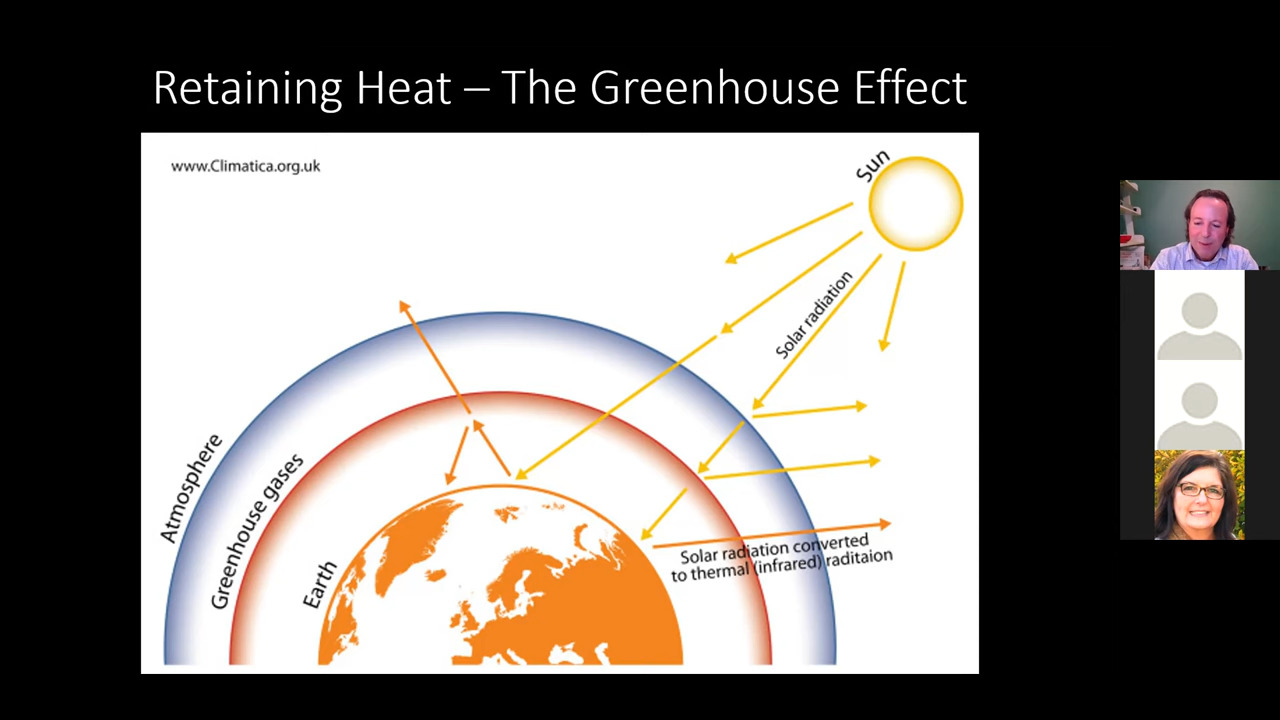 Retaining Heat – The Greenhouse Effect
www.Climatica.org.uk
Sun
Solar radiation
Atmosphere
Greenhouse gases
Earth
Solar radiation converted
to thermal (infrared) raditaion